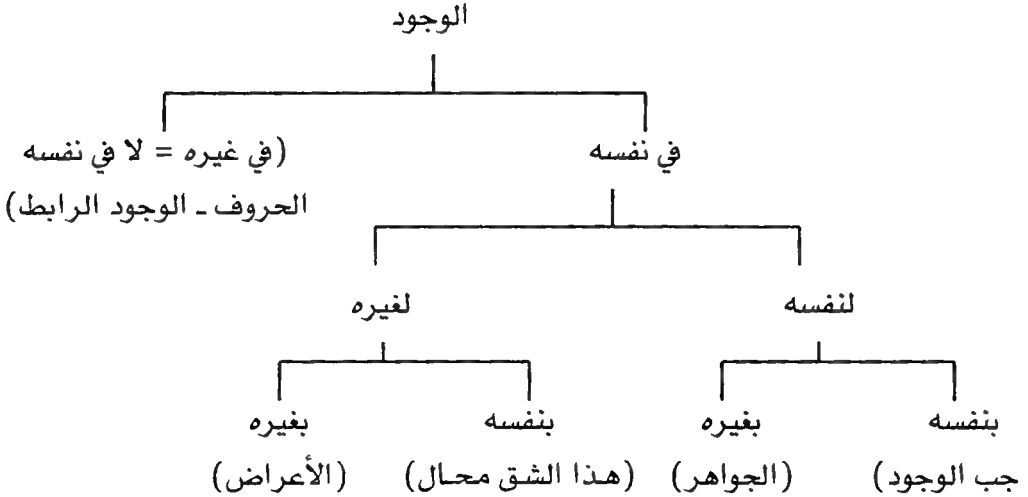 الوجود
في نفسه
(في غيره = لا في نفسه
الحروف ـ الوجود الرابط)
لنفسه
لغيره
بنفسه
بغيره
بنفسه
بغيره
جب الوجود)
(الجواهر)
(هذا الشق محال)
(الأعراض)